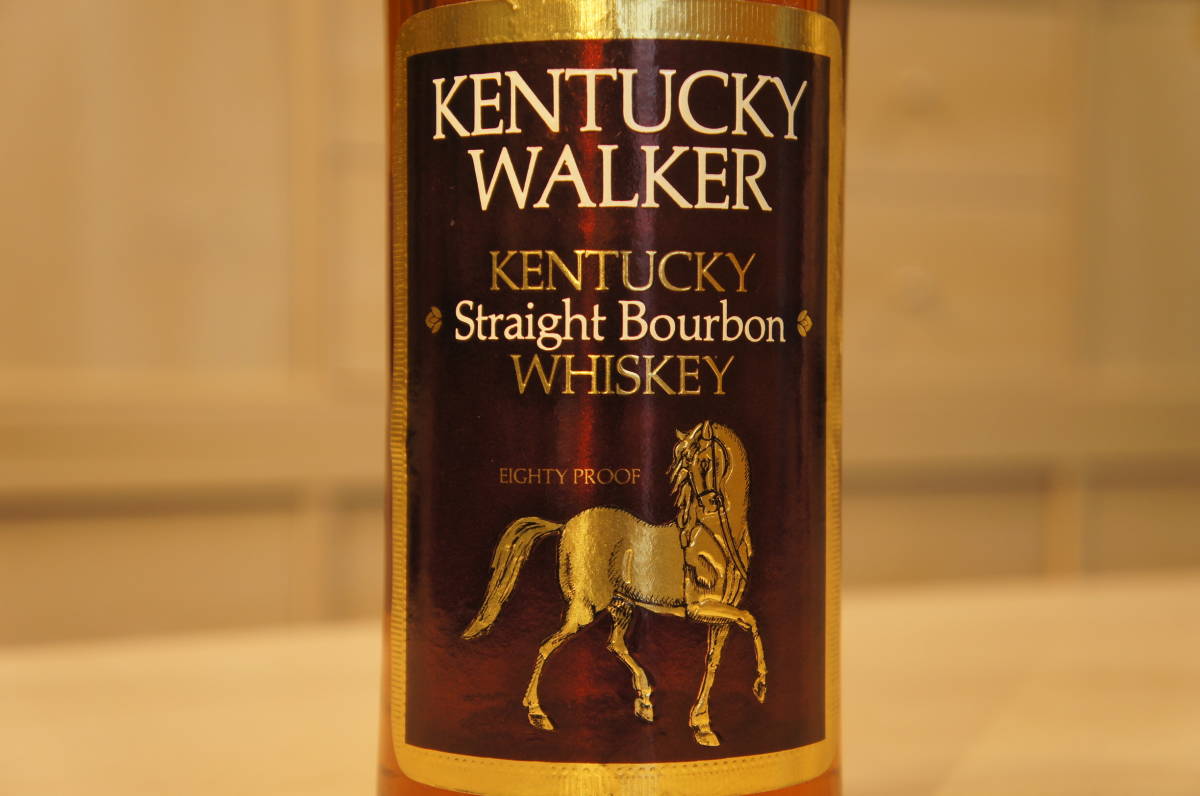 KENTUCKY
WALKER
KENTUCKY
Straight Bourbon
WHISKEY
EIGHTY PROOF